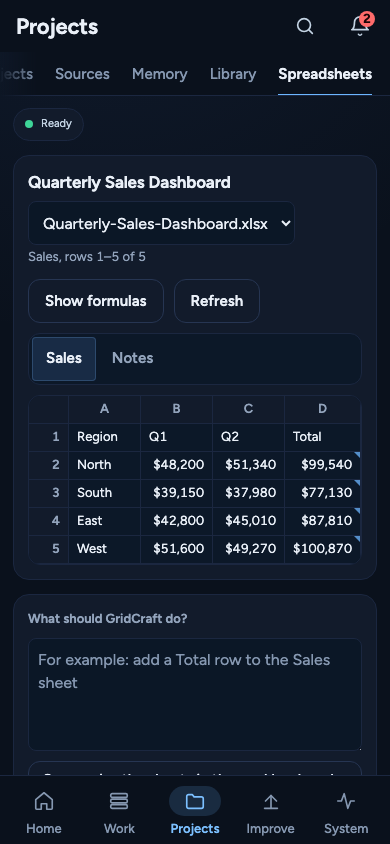 Projects
2
Sources Memory Library Spreadsheets
Ready
Quarterly Sales Dashboard
Quarterly-Sales-Dashboard.xlsx
Sales, rows 1–5 of 5
Show formulas Refresh
Sales Notes
A B C D
1 Region Q1 Q2 Total
2 North $48,200 $51,340 $99,540
3 South $39,150 $37,980 $77,130
4 East $42,800 $45,010 $87,810
5 West $51,600 $49,270 $100,870
What should GridCraft do?
For example: add a Total row to the Sales
sheet
Home Work Projects Improve System